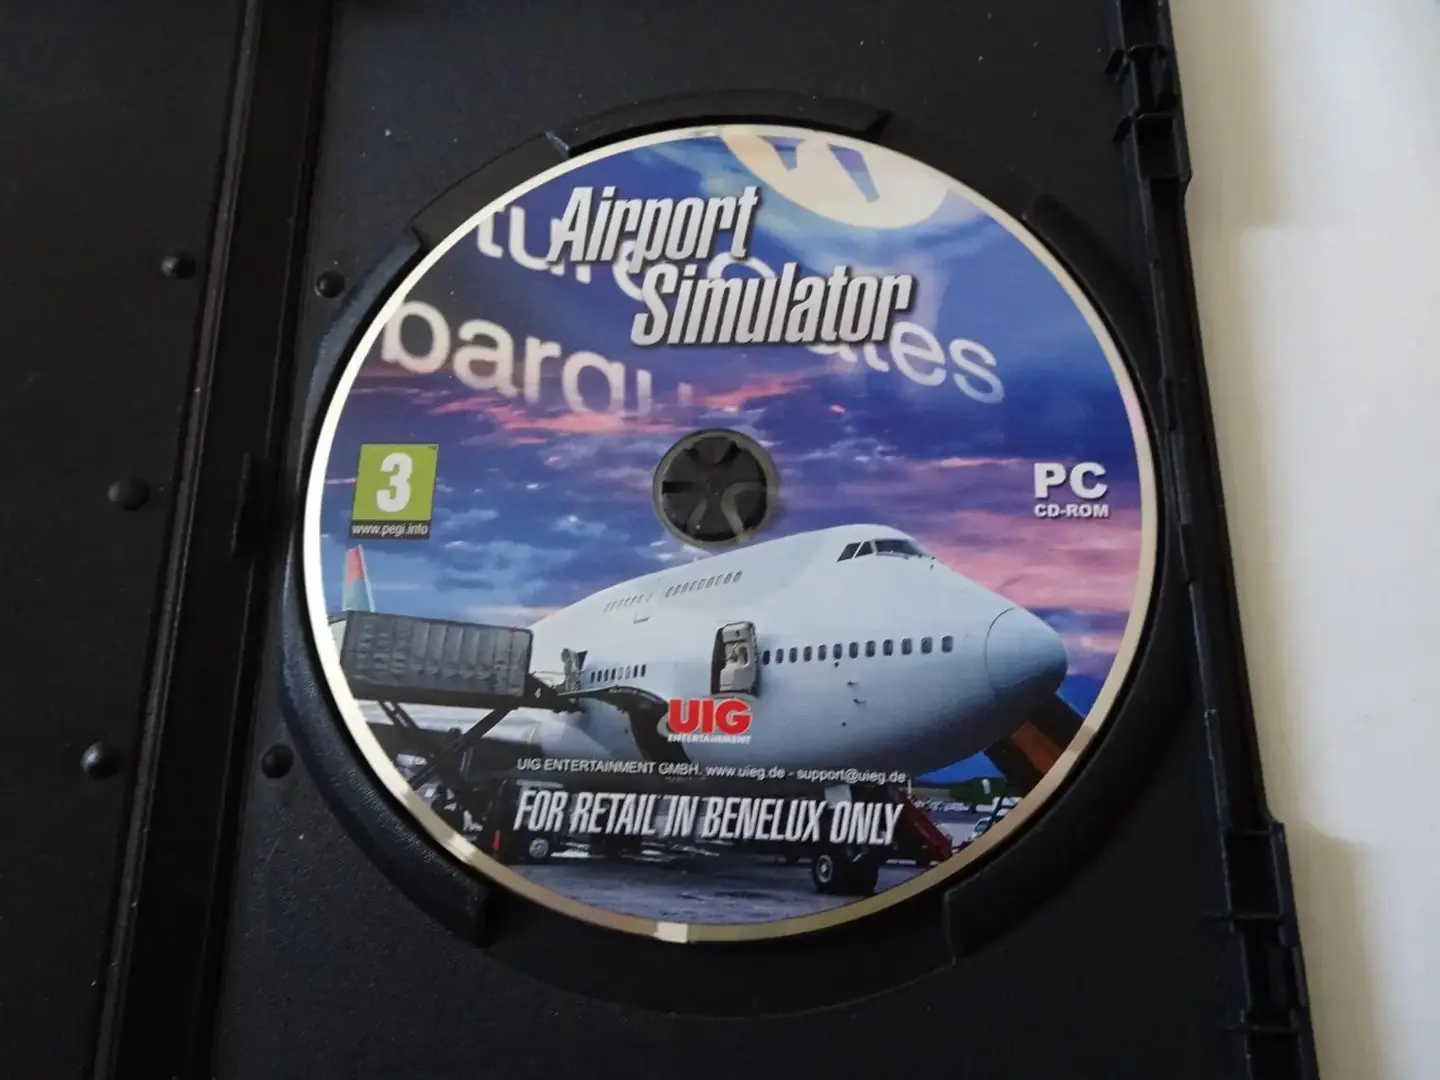 Airport
Simulator
3
www.pegi.info
PC
CD-ROM
UIG
ENTERTAINMENT
UIG ENTERTAINMENT GMBH. www.uieg.de - support@uieg.de
FOR RETAIL IN BENELUX ONLY